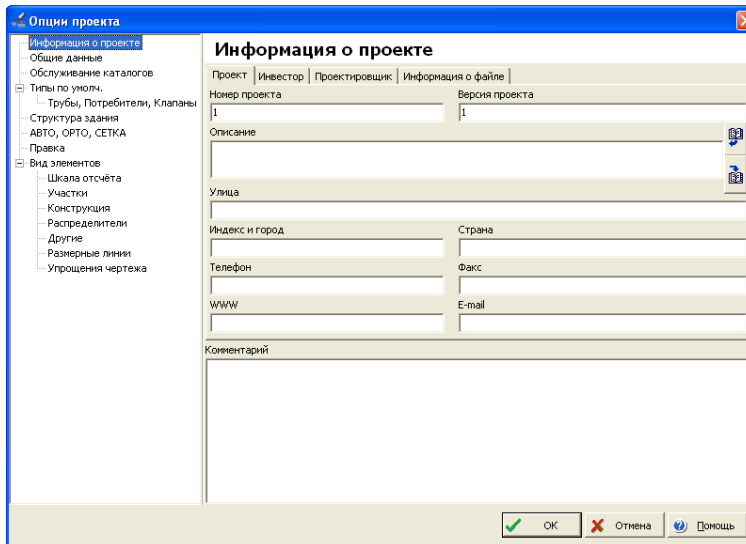 Опции проекта
Информация о проекте
Общие данные
Обслуживание каталогов
Типы по умолч.
Трубы, Потребители, Клапаны
Структура здания
АВТО, ОРТО, СЕТКА
Правка
Вид элементов
Шкала отсчёта
Участки
Конструкция
Распределители
Другие
Размерные линии
Упрощения чертежа
Информация о проекте
Проект Инвестор Проектировщик Информация о файле
Номер проекта Версия проекта
1 1
Описание
Улица
Индекс и город Страна
Телефон Факс
WWW E-mail
Комментарий
OK Отмена Помощь